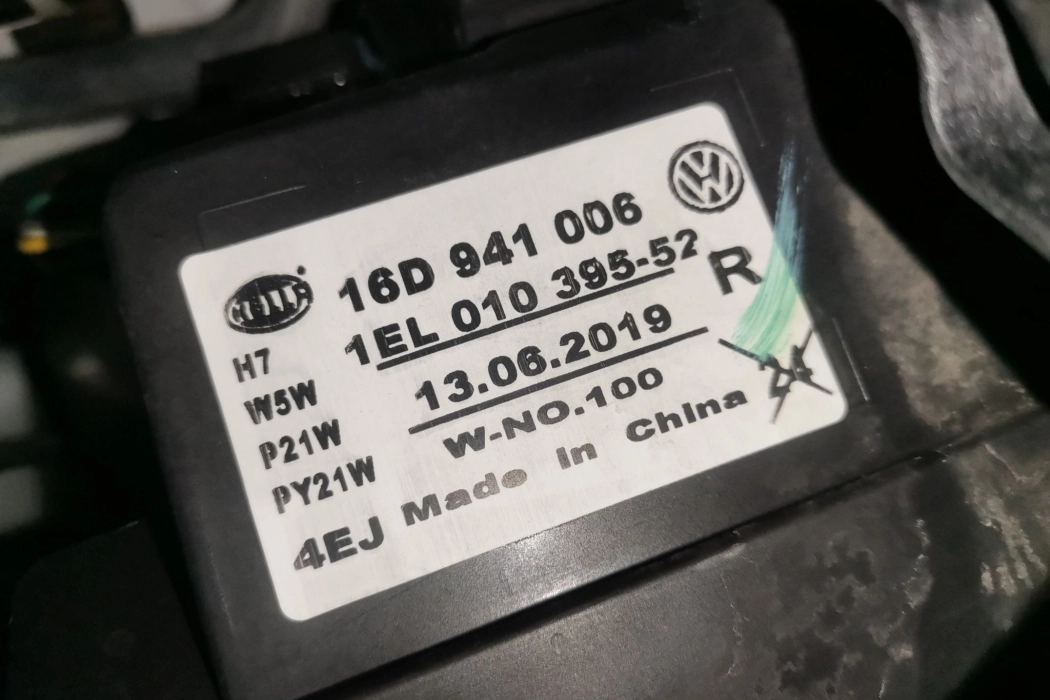 HELLA
16D 941 006
1EL 010 395-52
R
13.06.2019
W-NO.100
H7
W5W
P21W
PY21W
4EJ Made In China